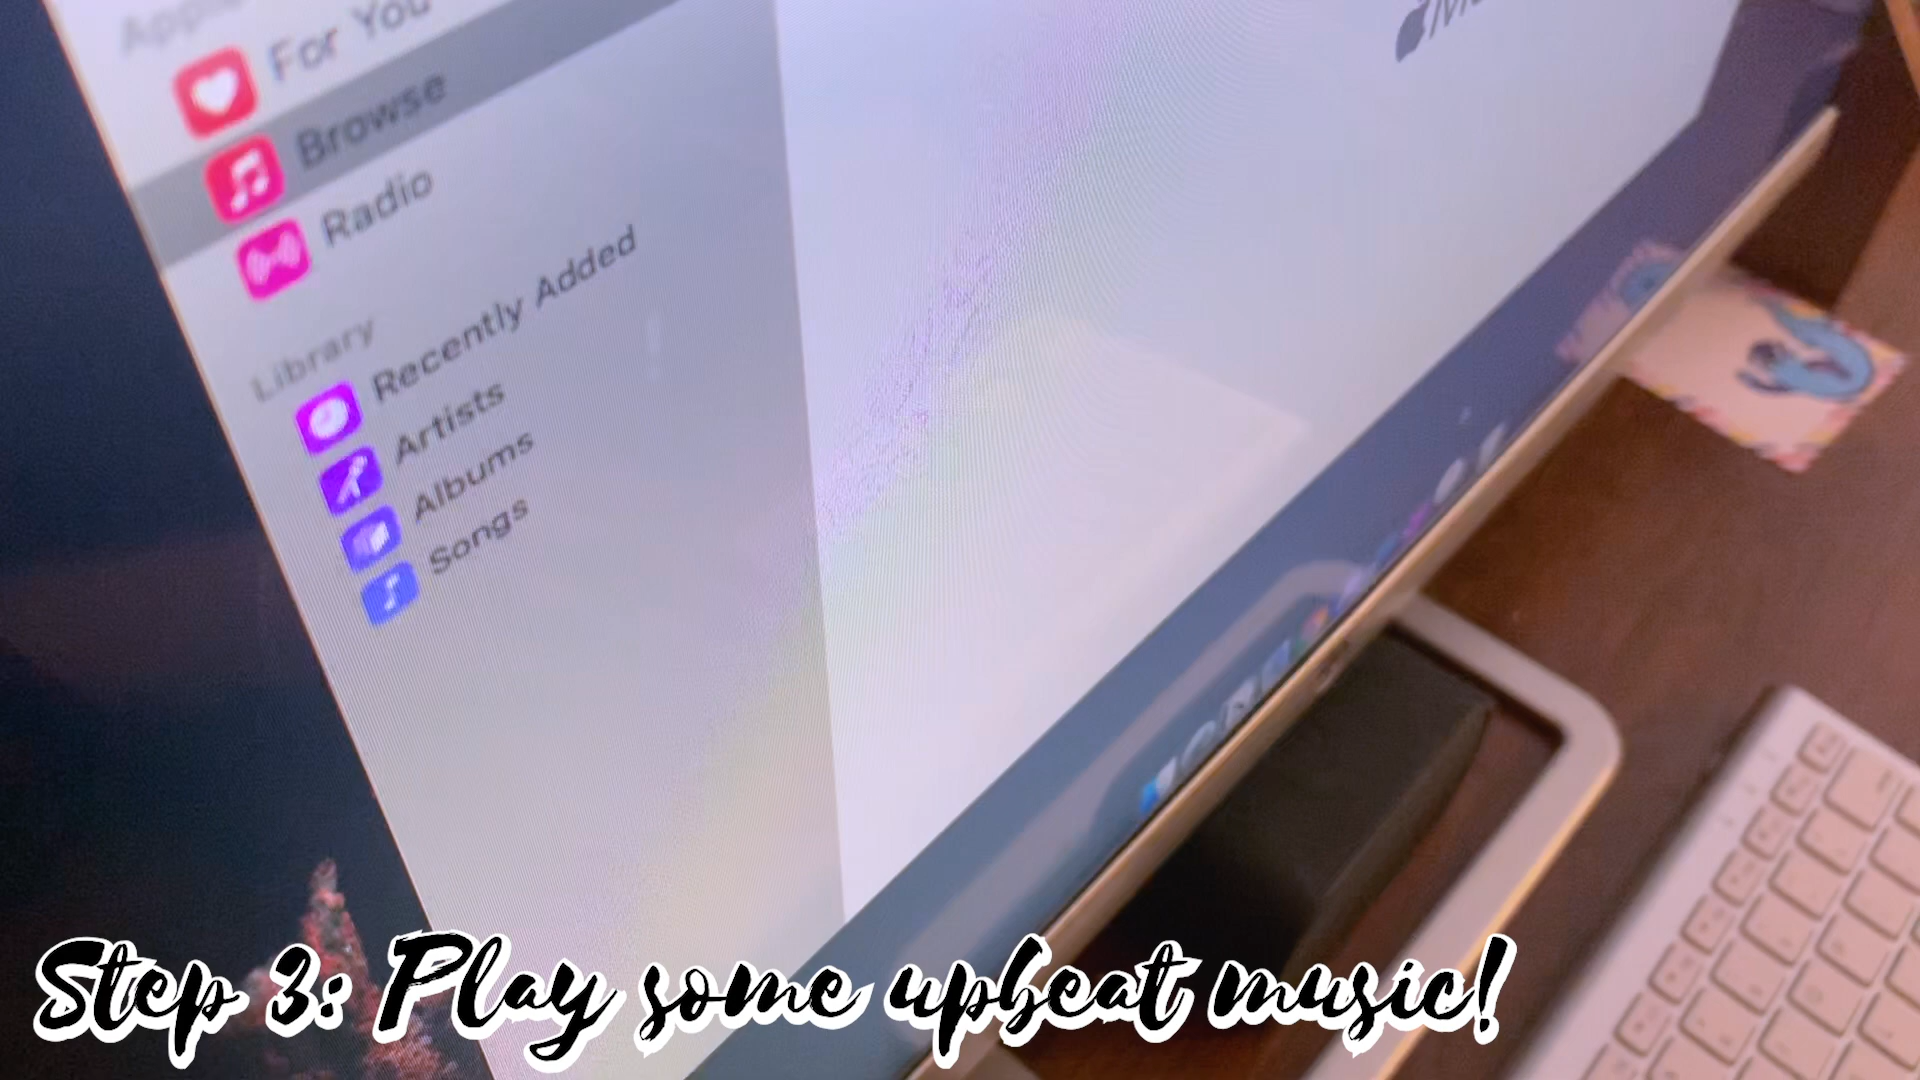 Apple
For You
Browse
Radio
Library
Recently Added
Artists
Albums
Songs
Step 3: Play some upbeat music!